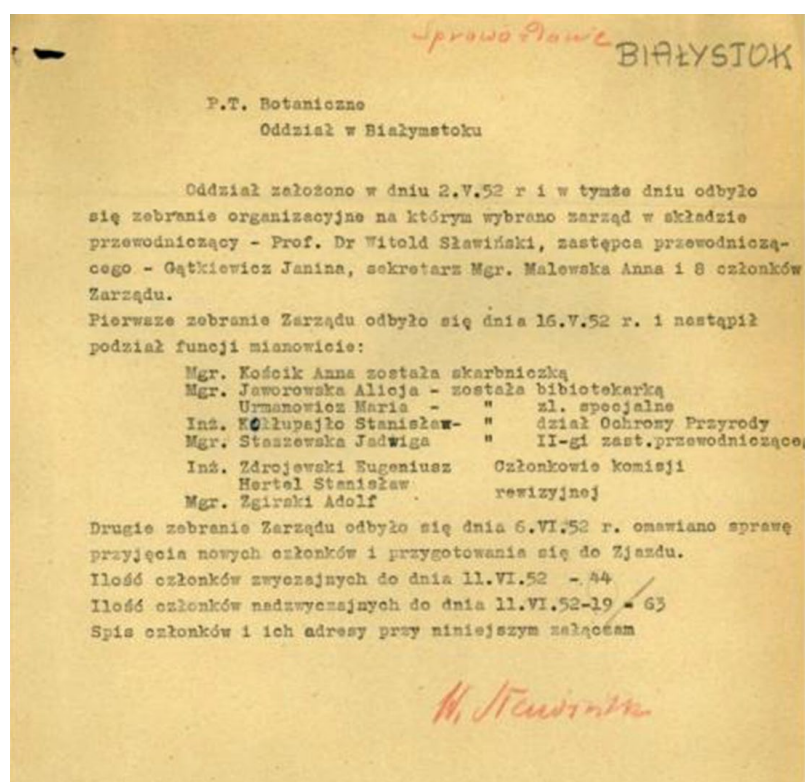 Sprawozdanie
BIAŁYSTOK
P.T. Botaniczne
Oddział w Białymstoku
Oddział założono w dniu 2.V.52 r i w tymże dniu odbyło
się zebranie organizacyjne na którym wybrano zarząd w składzie
przewodniczący - Prof. Dr Witold Sławiński, zastępca przewodniczą-
cego - Gątkiewicz Janina, sekretarz Mgr. Malewska Anna i 8 członków
Zarządu.
Pierwsze zebranie Zarządu odbyło się dnia 16.V.52 r. i nastąpił
podział funcji mianowicie:
Mgr. Kościk Anna została skarbniczką
Mgr. Jaworowska Alicja - została bibiotekarką
Urmanowicz Maria - " zl. specjalne
Inż. Kołłupajło Stanisław- " dział Ochrony Przyrody
Mgr. Staszewska Jadwiga " II-gi zast.przewodnicząceg
Inż. Zdrojewski Eugeniusz Członkowie komisji
Hertel Stanisław
rewizyjnej
Mgr. Zgirski Adolf
Drugie zebranie Zarządu odbyło się dnia 6.VI.52 r. omawiano sprawę
przyjęcia nowych członków i przygotowania się do Zjazdu.
Ilość członków zwyczajnych do dnia 11.VI.52 - 44
Ilość członków nadzwyczajnych do dnia 11.VI.52-19 - 63
Spis członków i ich adresy przy niniejszym załączam
W. Sławiński